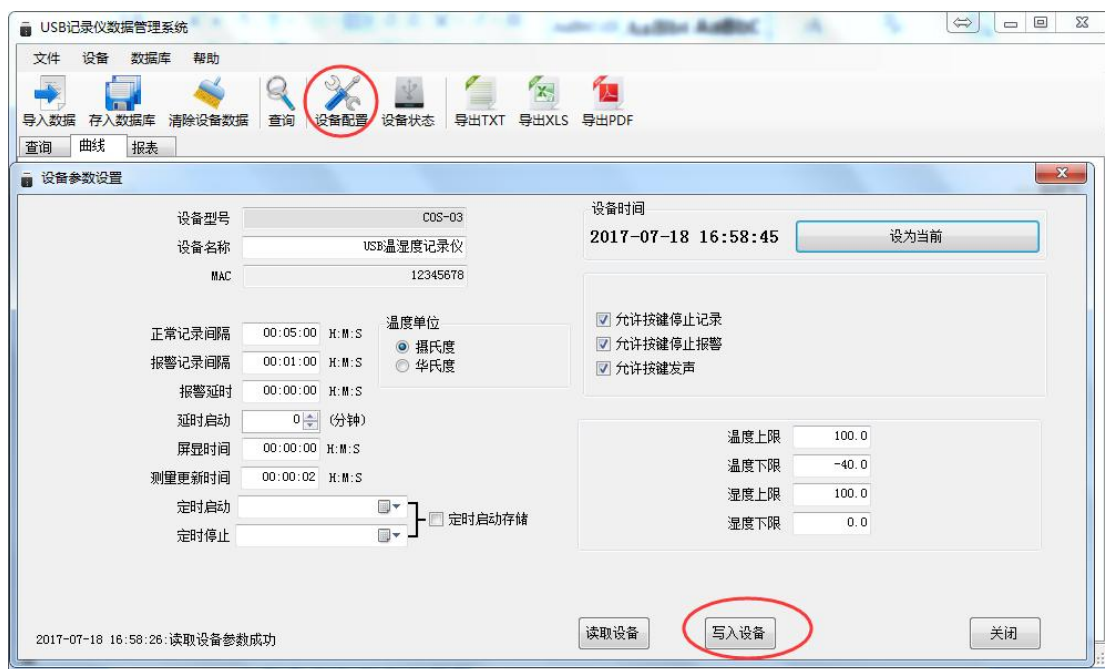 USB记录仪数据管理系统
文件 设备 数据库 帮助
导入数据 存入数据库 清除设备数据 查询 设备配置 设备状态 导出TXT 导出XLS 导出PDF
查询 曲线 报表
设备参数设置
设备型号 COS-03
设备名称 USB温湿度记录仪
MAC 12345678
设备时间
2017-07-18 16:58:45 设为当前
正常记录间隔 00:05:00 H:M:S
报警记录间隔 00:01:00 H:M:S
报警延时 00:00:00 H:M:S
延时启动 0 (分钟)
屏显时间 00:00:00 H:M:S
测量更新时间 00:00:02 H:M:S
定时启动
定时停止
定时启动存储
温度单位
摄氏度
华氏度
允许按键停止记录
允许按键停止报警
允许按键发声
温度上限 100.0
温度下限 -40.0
湿度上限 100.0
湿度下限 0.0
2017-07-18 16:58:26:读取设备参数成功
读取设备 写入设备 关闭